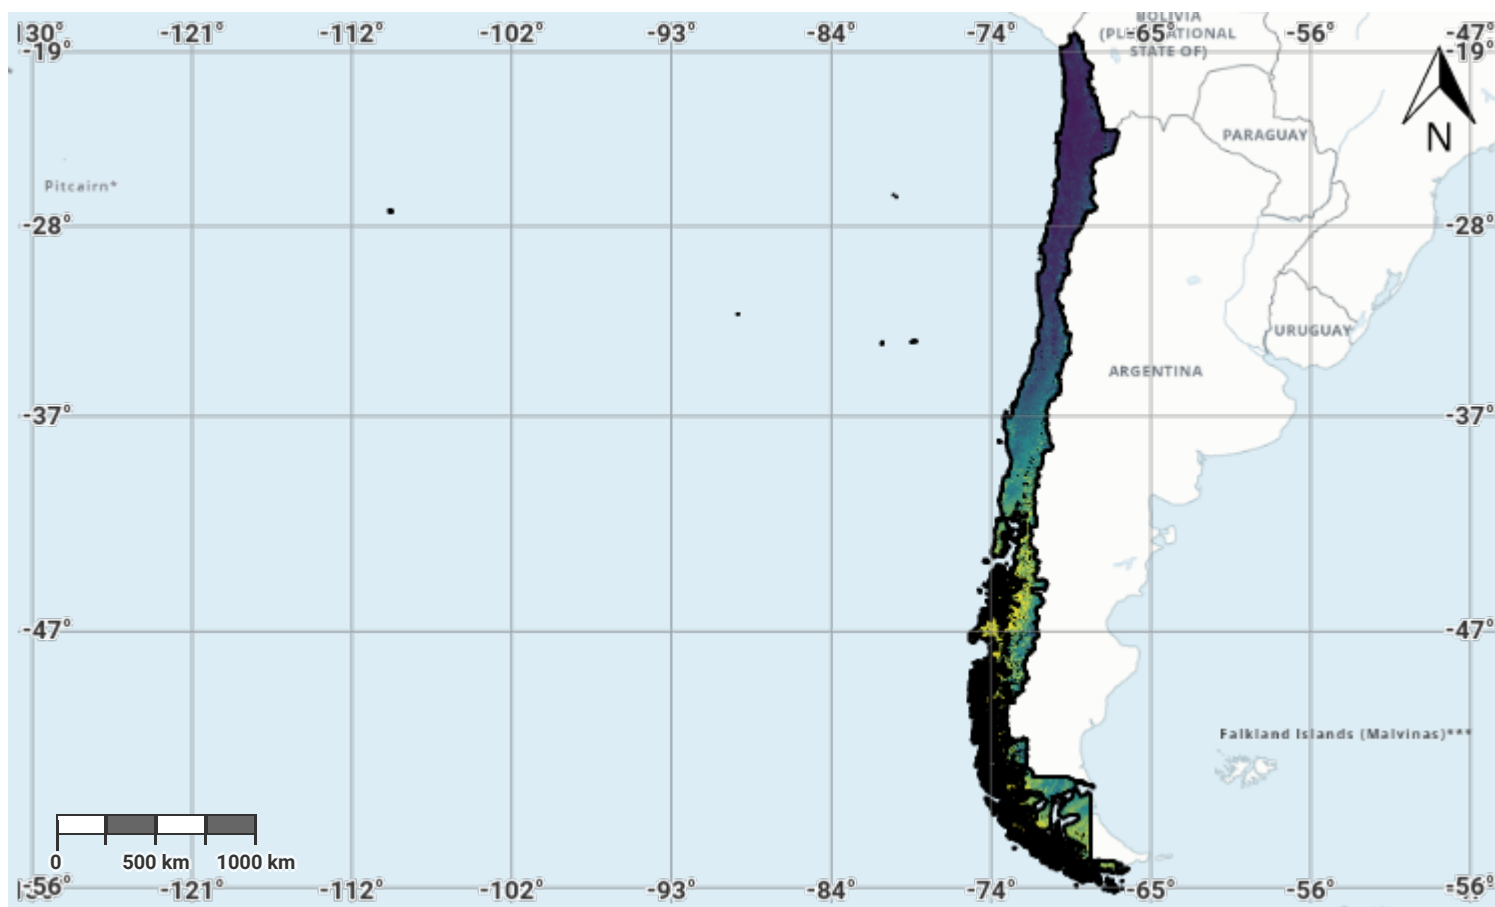 130° -121° -112° -102° -93° -84° -74° -65° -56° -47°
BOLIVIA
(PLURINATIONAL
STATE OF)
-19° -19°
N
PARAGUAY
Pitcairn*
-28° -28°
URUGUAY
ARGENTINA
-37° -37°
-47° -47°
Falkland Islands (Malvinas)***
0 500 km 1000 km
-56° -121° -112° -102° -93° -84° -74° -65° -56° -56°